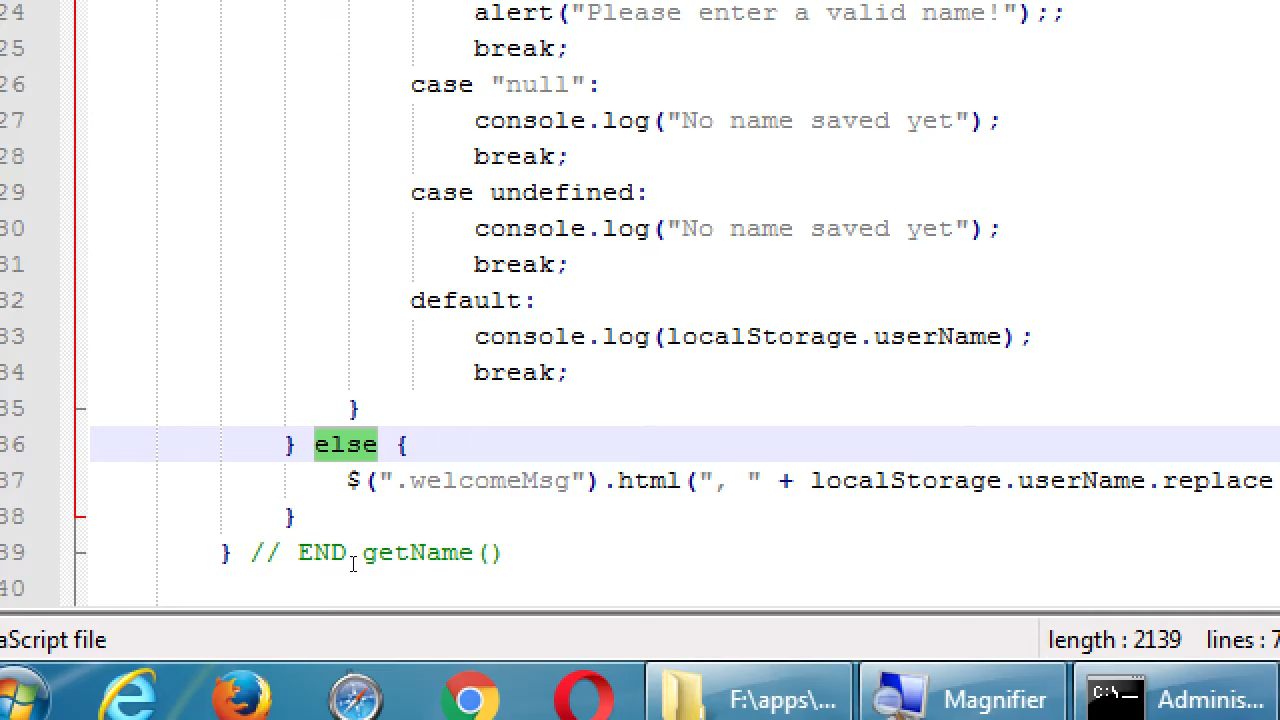 24 alert("Please enter a valid name!");;
25 break;
26 case "null":
27 console.log("No name saved yet");
28 break;
29 case undefined:
30 console.log("No name saved yet");
31 break;
32 default:
33 console.log(localStorage.userName);
34 break;
35 }
36 } else {
37 $(".welcomeMsg").html(", " + localStorage.userName.replace
38 }
39 } // END getName()
40
aScript file length : 2139 lines : 7
F:\apps\... Magnifier C:\ Adminis...